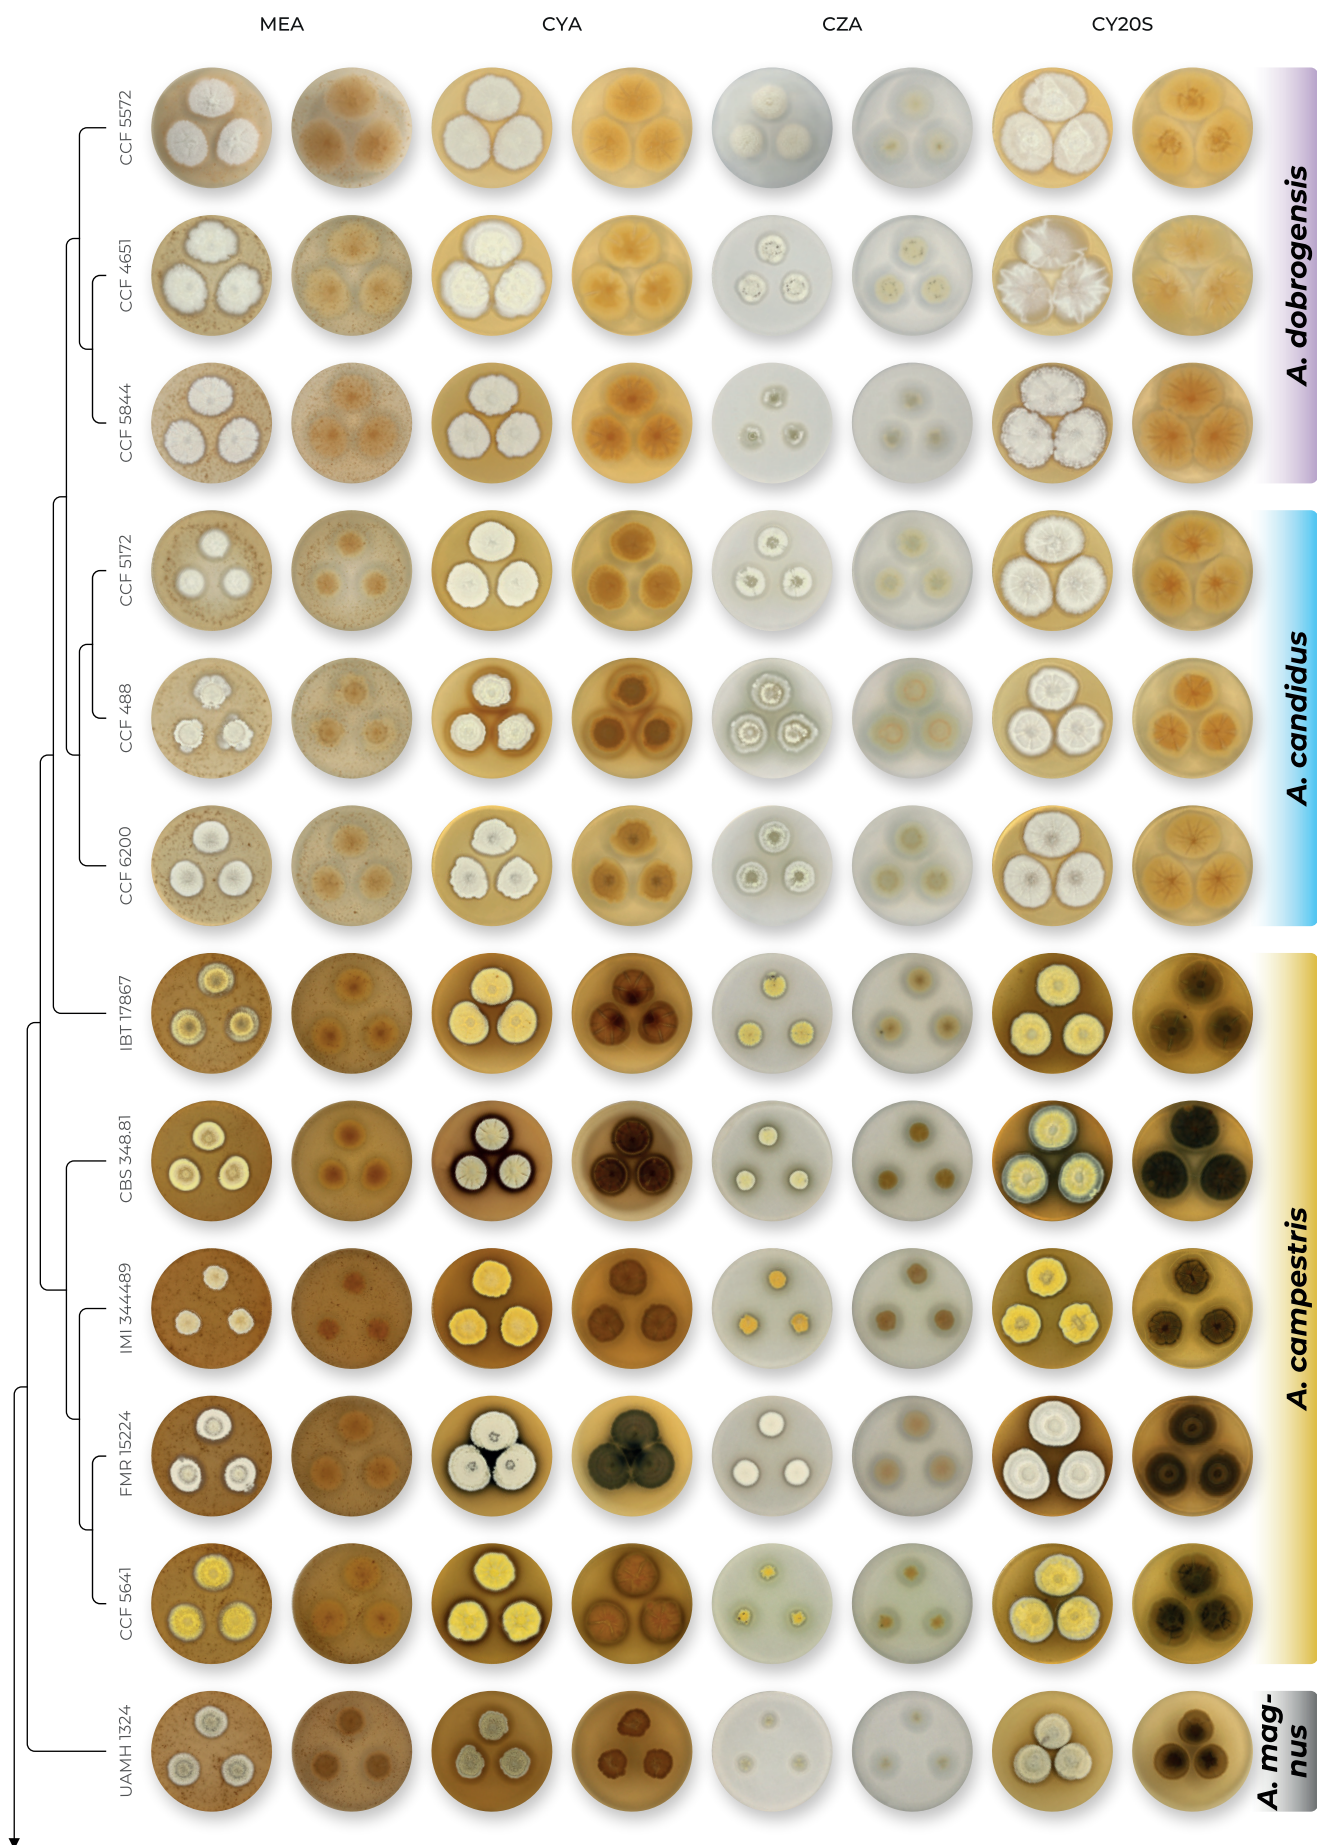 MEA CYA CZA CY20S
CCF 5572
CCF 4651
CCF 5844
A. dobrogensis
CCF 5172
CCF 488
CCF 6200
A. candidus
IBT 17867
CBS 348.81
IMI 344489
FMR 15224
CCF 5641
A. campestris
UAMH 1324
A. mag-
nus